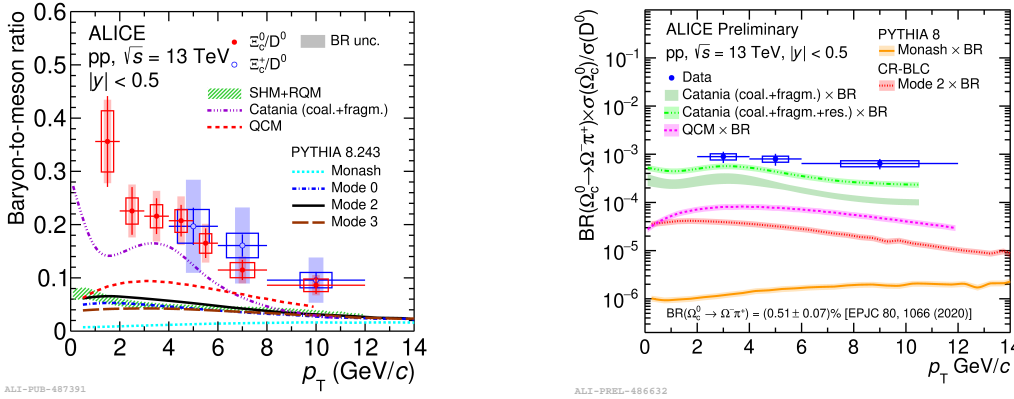 Baryon-to-meson ratio
0.6
0.5
0.4
0.3
0.2
0.1
0
ALICE
pp, √s = 13 TeV
|y| < 0.5
Ξc0/D0
Ξc+/D0
BR unc.
SHM+RQM
Catania (coal.+fragm.)
QCM
PYTHIA 8.243
Monash
Mode 0
Mode 2
Mode 3
0 2 4 6 8 10 12 14
pT (GeV/c)
ALI-PUB-487391
BR(Ωc0→Ω−π+)×σ(Ωc0)/σ(D0)
10−1
10−2
10−3
10−4
10−5
10−6
ALICE Preliminary
pp, √s = 13 TeV, |y| < 0.5
Data
Catania (coal.+fragm.) × BR
Catania (coal.+fragm.+res.) × BR
QCM × BR
PYTHIA 8
Monash × BR
CR-BLC
Mode 2 × BR
BR(Ωc0 → Ω−π+) = (0.51 ± 0.07)% [EPJC 80, 1066 (2020)]
0 2 4 6 8 10 12 14
pT GeV/c
ALI-PREL-486632